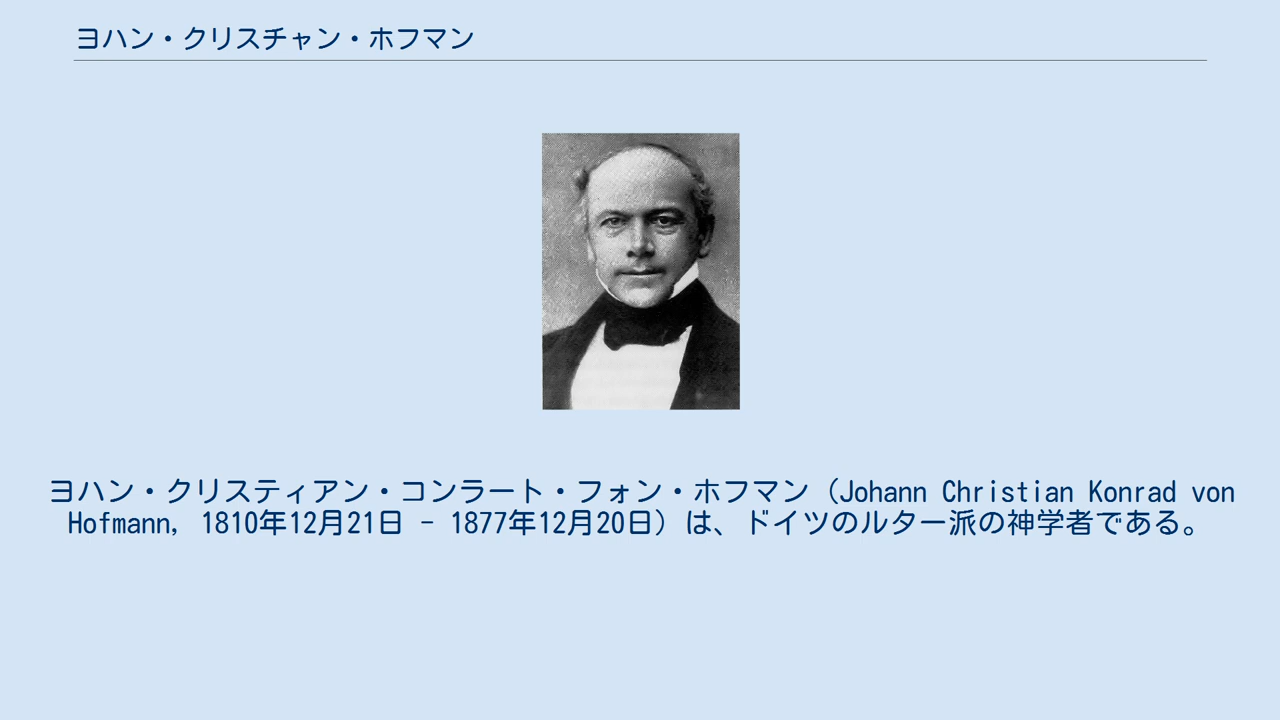 ヨハン・クリスチャン・ホフマン
ヨハン・クリスティアン・コンラート・フォン・ホフマン（Johann Christian Konrad von
Hofmann, 1810年12月21日 - 1877年12月20日）は、ドイツのルター派の神学者である。